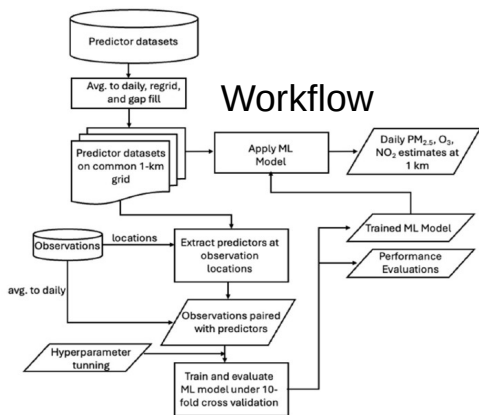 Predictor datasets
Avg. to daily, regrid,
and gap fill
Workflow
Predictor datasets
on common 1-km
grid
Apply ML
Model
Daily PM2.5, O3,
NO2 estimates at
1 km
Observations
locations
Extract predictors at
observation
locations
Trained ML Model
Performance
Evaluations
avg. to daily
Observations paired
with predictors
Hyperparameter
tunning
Train and evaluate
ML model under 10-
fold cross validation